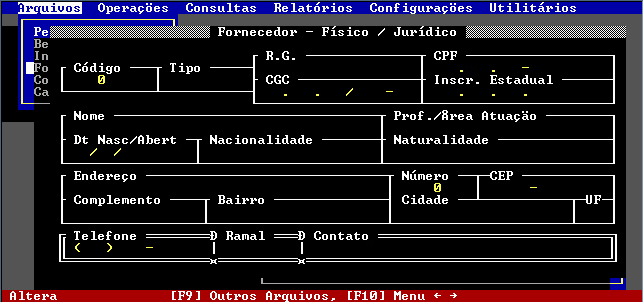 Arquivos Operações Consultas Relatórios Configurações Utilitários
Pe Fornecedor - Físico / Jurídico
Be R.G. CPF
In . . -
Fo Código Tipo CGC Inscr. Estadual
Co 0 . . / - . . .
Ca
Nome Prof./Rrea Atuação
Dt Nasc/Abert Nacionalidade Naturalidade
/ /
Endereço Número CEP
0 -
Complemento Bairro Cidade UF
Telefone Ð Ramal Ð Contato
( ) -
Altera [F9] Outros Arquivos, [F10] Menu ← →